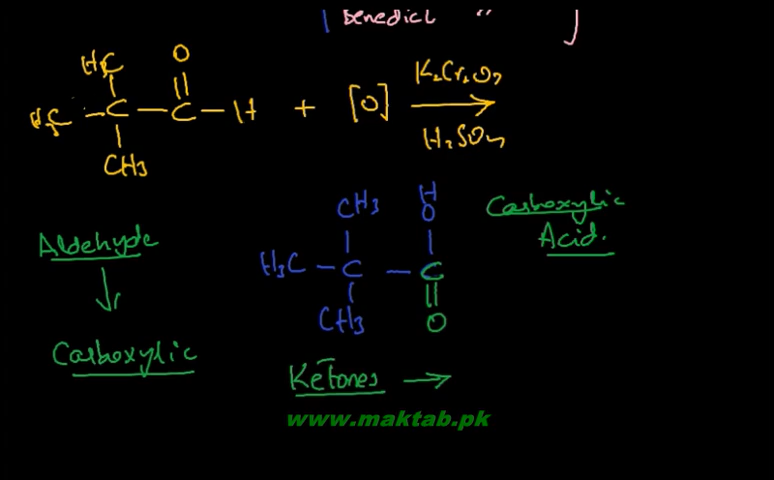 Benedict "
H3C O
H3C - C - C - H + [O] K2Cr2O7
CH3 H2SO4
CH3 H
O
Carboxylic
Acid.
Aldehyde
H3C - C - C
CH3 O
Carboxylic
Ketones →
www.maktab.pk